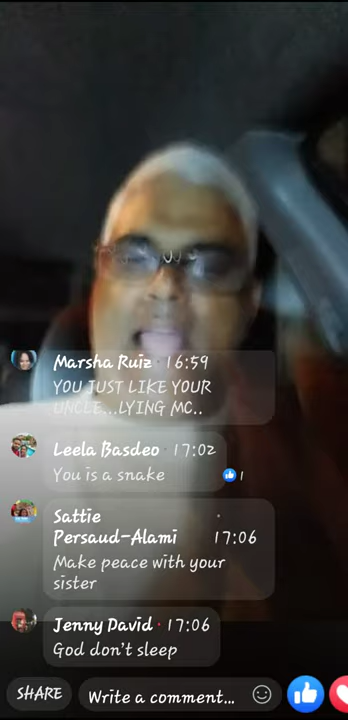 Marsha Ruiz · 16:59
YOU JUST LIKE YOUR
UNCLE...LYING MC..
Leela Basdeo · 17:02
You is a snake
1
Sattie ·
Persaud-Alami 17:06
Make peace with your
sister
Jenny David · 17:06
God don't sleep
SHARE
Write a comment...